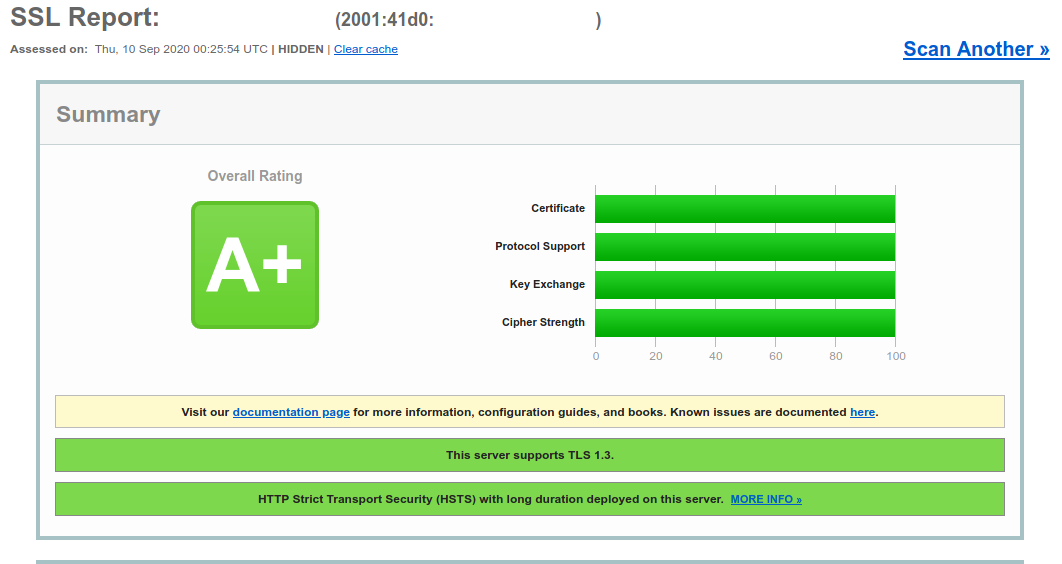 SSL Report: (2001:41d0: )
Assessed on: Thu, 10 Sep 2020 00:25:54 UTC | HIDDEN | Clear cache
Scan Another »
Summary
Overall Rating
A+
Certificate
Protocol Support
Key Exchange
Cipher Strength
0 20 40 60 80 100
Visit our documentation page for more information, configuration guides, and books. Known issues are documented here.
This server supports TLS 1.3.
HTTP Strict Transport Security (HSTS) with long duration deployed on this server. MORE INFO »